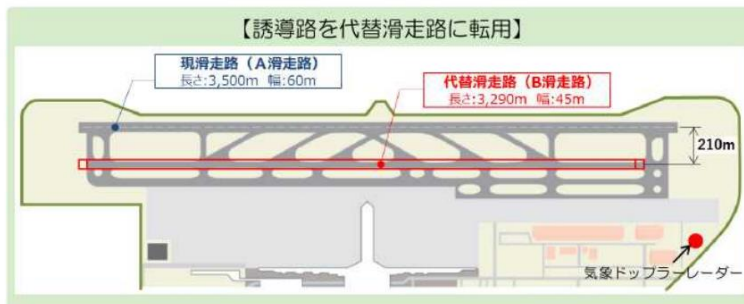 【誘導路を代替滑走路に転用】
現滑走路（A滑走路）
長さ:3,500m 幅:60m
代替滑走路（B滑走路）
長さ:3,290m 幅:45m
210m
気象ドップラーレーダー